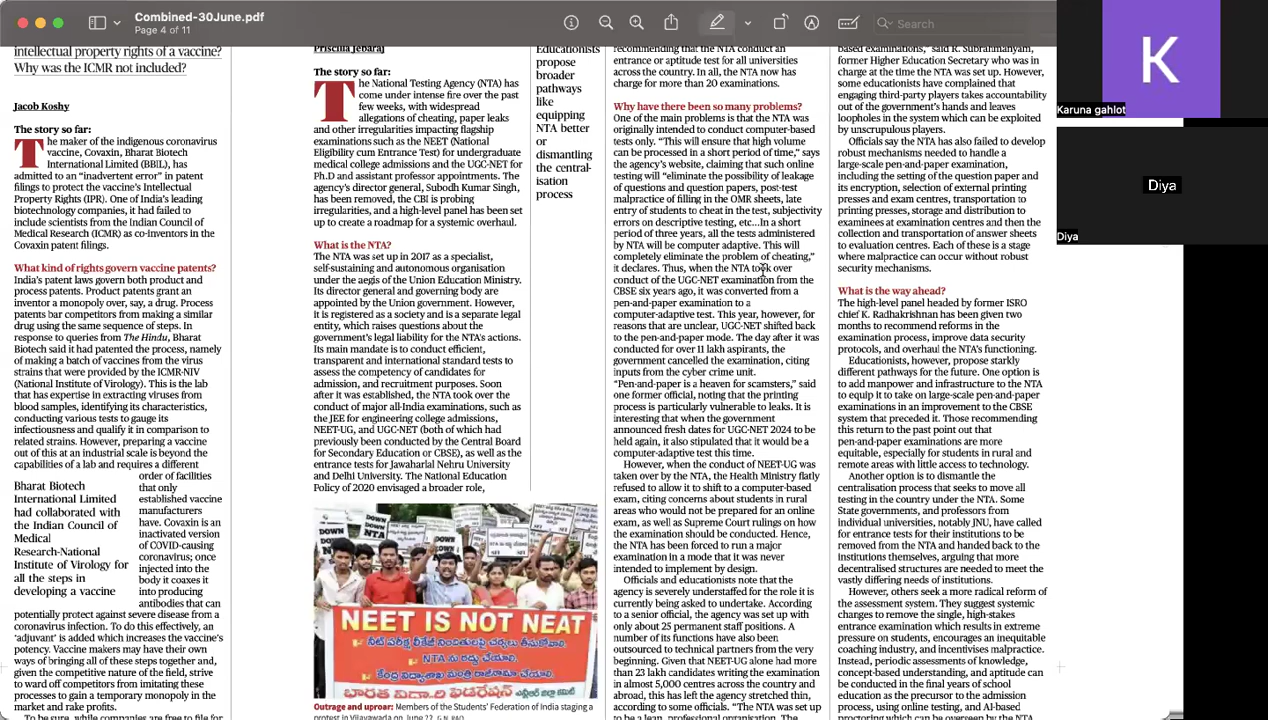 Combined-30June.pdf
Page 4 of 11
Search
intellectual property rights of a vaccine?
Why was the ICMR not included?
Jacob Koshy
The story so far:
The maker of the indigenous coronavirus
vaccine, Covaxin, Bharat Biotech
International Limited (BBIL), has
admitted to an “inadvertent error” in patent
filings to protect the vaccine’s Intellectual
Property Rights (IPR). One of India’s leading
biotechnology companies, it had failed to
include scientists from the Indian Council of
Medical Research (ICMR) as co-inventors in the
Covaxin patent filings.
What kind of rights govern vaccine patents?
India’s patent laws govern both product and
process patents. Product patents grant an
inventor a monopoly over, say, a drug. Process
patents bar competitors from making a similar
drug using the same sequence of steps. In
response to queries from The Hindu, Bharat
Biotech said it had patented the process, namely
of making a batch of vaccines from the virus
strains that were provided by the ICMR-NIV
(National Institute of Virology). This is the lab
that has expertise in extracting viruses from
blood samples, identifying its characteristics,
conducting various tests to gauge its
infectiousness and qualify it in comparison to
related strains. However, preparing a vaccine
out of this at an industrial scale is beyond the
capabilities of a lab and requires a different
order of facilities
that only
established vaccine
manufacturers
have. Covaxin is an
inactivated version
of COVID-causing
coronavirus; once
injected into the
body it coaxes it
into producing
antibodies that can
Bharat Biotech
International Limited
had collaborated with
the Indian Council of
Medical
Research-National
Institute of Virology for
all the steps in
developing a vaccine
potentially protect against severe disease from a
coronavirus infection. To do this effectively, an
‘adjuvant’ is added which increases the vaccine’s
potency. Vaccine makers may have their own
ways of bringing all of these steps together and,
given the competitive nature of the field, strive
to ward off competitors from imitating these
processes to gain a temporary monopoly in the
market and rake in profits.
To be sure, while companies are free to file for
Priscilla Jebaraj
The story so far:
The National Testing Agency (NTA) has
come under intense fire over the past
few weeks, with widespread
allegations of cheating, paper leaks
and other irregularities impacting flagship
examinations such as the NEET (National
Eligibility cum Entrance Test) for undergraduate
medical college admissions and the UGC-NET for
Ph.D and assistant professor appointments. The
agency’s director general, Subodh Kumar Singh,
has been removed, the CBI is probing
irregularities, and a high-level panel has been set
up to create a roadmap for a systemic overhaul.
What is the NTA?
The NTA was set up in 2017 as a specialist,
self-sustaining and autonomous organisation
under the aegis of the Union Education Ministry.
Its director general and governing body are
appointed by the Union government. However,
it is registered as a society and is a separate legal
entity, which raises questions about the
government’s legal liability for the NTA’s actions.
Its main mandate is to conduct efficient,
transparent and international standard tests to
assess the competency of candidates for
admission, and recruitment purposes. Soon
after it was established, the NTA took over the
conduct of major all-India examinations, such as
the JEE for engineering college admissions,
NEET-UG, and UGC-NET (both of which had
previously been conducted by the Central Board
for Secondary Education or CBSE), as well as the
entrance tests for Jawaharlal Nehru University
and Delhi University. The National Education
Policy of 2020 envisaged a broader role,
Educationists
propose
broader
pathways
like
equipping
NTA better
or
dismantling
the central-
isation
process
DOWN DOWN NTA
NEET IS NOT NEAT
Outrage and uproar: Members of the Students’ Federation of India staging a
protest in Vijayawada on June 22. G.N. RAO
recommending that the NTA conduct an
entrance or aptitude test for all universities
across the country. In all, the NTA now has
charge for more than 20 examinations.
Why have there been so many problems?
One of the main problems is that the NTA was
originally intended to conduct computer-based
tests only. “This will ensure that high volume
can be processed in a short period of time,” says
the agency’s website, claiming that such online
testing will “eliminate the possibility of leakage
of questions and question papers, post-test
malpractice of filling in the OMR sheets, late
entry of students to cheat in the test, subjectivity
errors on descriptive testing, etc...In a short
period of three years, all the tests administered
by NTA will be computer adaptive. This will
completely eliminate the problem of cheating,”
it declares. Thus, when the NTA took over
conduct of the UGC-NET examination from the
CBSE six years ago, it was converted from a
pen-and-paper examination to a
computer-adaptive test. This year, however, for
reasons that are unclear, UGC-NET shifted back
to the pen-and-paper mode. The day after it was
conducted for over 11 lakh aspirants, the
government cancelled the examination, citing
inputs from the cyber crime unit.
“Pen-and-paper is a heaven for scamsters,” said
one former official, noting that the printing
process is particularly vulnerable to leaks. It is
interesting that when the government
announced fresh dates for UGC-NET 2024 to be
held again, it also stipulated that it would be a
computer-adaptive test this time.
However, when the conduct of NEET-UG was
taken over by the NTA, the Health Ministry flatly
refused to allow it to shift to a computer-based
exam, citing concerns about students in rural
areas who would not be prepared for an online
exam, as well as Supreme Court rulings on how
the examination should be conducted. Hence,
the NTA has been forced to run a major
examination in a mode that it was never
intended to implement by design.
Officials and educationists note that the
agency is severely understaffed for the role it is
currently being asked to undertake. According
to a senior official, the agency was set up with
only about 25 permanent staff positions. A
number of its functions have also been
outsourced to technical partners from the very
beginning. Given that NEET-UG alone had more
than 23 lakh candidates writing the examination
in almost 5,000 centres across the country and
abroad, this has left the agency stretched thin,
according to some officials. “The NTA was set up
to be a lean, professional organisation. The
based examinations,” said R. Subrahmanyam,
former Higher Education Secretary who was in
charge at the time the NTA was set up. However,
some educationists have complained that
engaging third-party players takes accountability
out of the government’s hands and leaves
loopholes in the system which can be exploited
by unscrupulous players.
Officials say the NTA has also failed to develop
robust mechanisms needed to handle a
large-scale pen-and-paper examination,
including the setting of the question paper and
its encryption, selection of external printing
presses and exam centres, transportation to
printing presses, storage and distribution to
examinees at examination centres and then the
collection and transportation of answer sheets
to evaluation centres. Each of these is a stage
where malpractice can occur without robust
security mechanisms.
What is the way ahead?
The high-level panel headed by former ISRO
chief K. Radhakrishnan has been given two
months to recommend reforms in the
examination process, improve data security
protocols, and overhaul the NTA’s functioning.
Educationists, however, propose starkly
different pathways for the future. One option is
to add manpower and infrastructure to the NTA
to equip it to take on large-scale pen-and-paper
examinations in an improvement to the CBSE
system that preceded it. Those recommending
this return to the past point out that
pen-and-paper examinations are more
equitable, especially for students in rural and
remote areas with little access to technology.
Another option is to dismantle the
centralisation process that seeks to move all
testing in the country under the NTA. Some
State governments, and professors from
individual universities, notably JNU, have called
for entrance tests for their institutions to be
removed from the NTA and handed back to the
institutions themselves, arguing that more
decentralised structures are needed to meet the
vastly differing needs of institutions.
However, others seek a more radical reform of
the assessment system. They suggest systemic
changes to remove the single, high-stakes
entrance examination which results in extreme
pressure on students, encourages an inequitable
coaching industry, and incentivises malpractice.
Instead, periodic assessments of knowledge,
concept-based understanding, and aptitude can
be conducted in the final years of school
education as the precursor to the admission
process, using online testing, and AI-based
proctoring which can be overseen by the NTA
K
Karuna gahlot
Diya
Diya